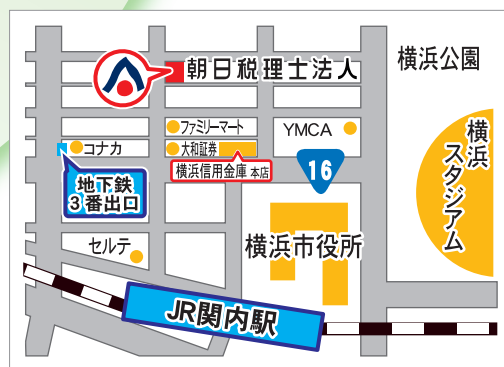 朝日税理士法人
横浜公園
ファミリーマート
YMCA
コナカ
大和証券
横浜信用金庫 本店
16
地下鉄
3番出口
横浜
スタジアム
セルテ
横浜市役所
JR関内駅